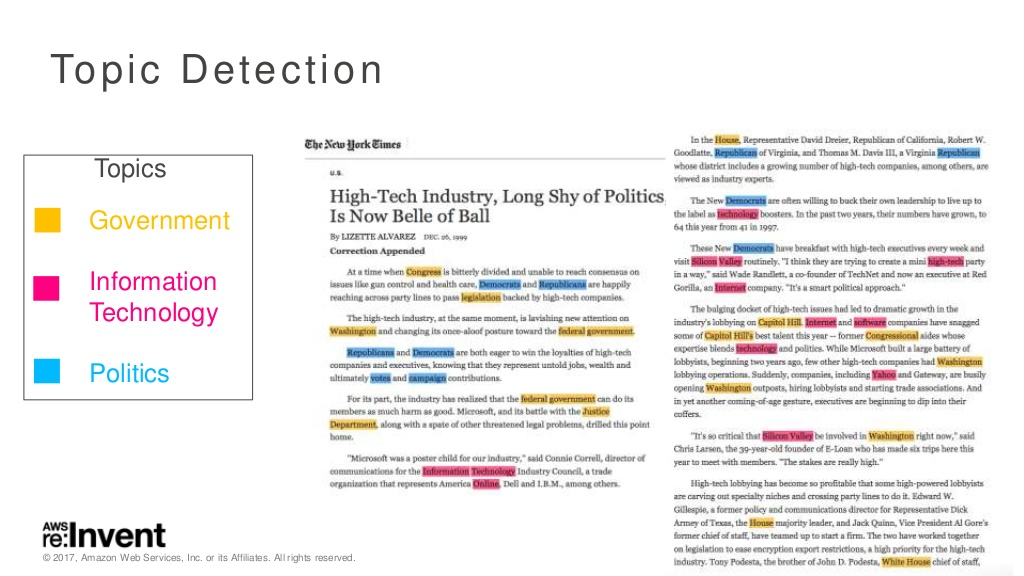 Topic Detection
Topics
Government
Information
Technology
Politics
The New York Times
U.S.
High-Tech Industry, Long Shy of Politics,
Is Now Belle of Ball
By LIZETTE ALVAREZ DEC. 26, 1999
Correction Appended
At a time when Congress is bitterly divided and unable to reach consensus on
issues like gun control and health care, Democrats and Republicans are happily
reaching across party lines to pass legislation backed by high-tech companies.
The high-tech industry, at the same moment, is lavishing new attention on
Washington and changing its once-aloof posture toward the federal government.
Republicans and Democrats are both eager to win the loyalties of high-tech
companies and executives, knowing that they represent untold jobs, wealth and
ultimately votes and campaign contributions.
For its part, the industry has realized that the federal government can do its
members as much harm as good. Microsoft, and its battle with the Justice
Department, along with a spate of other threatened legal problems, drilled this point
home.
"Microsoft was a poster child for our industry," said Connie Correll, director of
communications for the Information Technology Industry Council, a trade
organization that represents America Online, Dell and I.B.M., among others.
In the House, Representative David Dreier, Republican of California, Robert W.
Goodlatte, Republican of Virginia, and Thomas M. Davis III, a Virginia Republican
whose district includes a growing number of high-tech companies, among others, are
viewed as industry experts.
The New Democrats are often willing to buck their own leadership to live up to
the label as technology boosters. In the past two years, their numbers have grown, to
64 this year from 41 in 1997.
These New Democrats have breakfast with high-tech executives every week and
visit Silicon Valley routinely. "I think they are trying to create a mini high-tech party
in a way," said Wade Randlett, a co-founder of TechNet and now an executive at Red
Gorilla, an Internet company. "It's a smart political approach."
The bulging docket of high-tech issues had led to dramatic growth in the
industry's lobbying on Capitol Hill. Internet and software companies have snagged
some of Capitol Hill's best talent this year -- former Congressional aides whose
expertise blends technology and politics. While Microsoft built a large battery of
lobbyists, beginning two years ago, few other high-tech companies had Washington
lobbying operations. Suddenly, companies, including Yahoo and Gateway, are busily
opening Washington outposts, hiring lobbyists and starting trade associations. And
in yet another coming-of-age gesture, executives are beginning to dip into their
coffers.
"It's so critical that Silicon Valley be involved in Washington right now," said
Chris Larsen, the 39-year-old founder of E-Loan who has made six trips here this
year to meet with members. "The stakes are really high."
High-tech lobbying has become so profitable that some high-powered lobbyists
are carving out specialty niches and crossing party lines to do it. Edward W.
Gillespie, a former policy and communications director for Representative Dick
Armey of Texas, the House majority leader, and Jack Quinn, Vice President Al Gore's
former chief of staff, have teamed up to start a firm. The two have worked together
on legislation to ease encryption export restrictions, a high priority for the high-tech
industry. Tony Podesta, the brother of John D. Podesta, White House chief of staff,
AWS
re:Invent
© 2017, Amazon Web Services, Inc. or its Affiliates. All rights reserved.